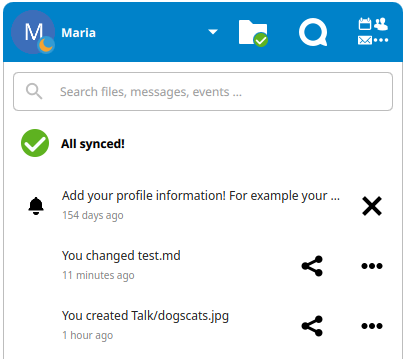 M
Maria
Search files, messages, events ...
All synced!
Add your profile information! For example your ...
154 days ago
You changed test.md
11 minutes ago
You created Talk/dogscats.jpg
1 hour ago